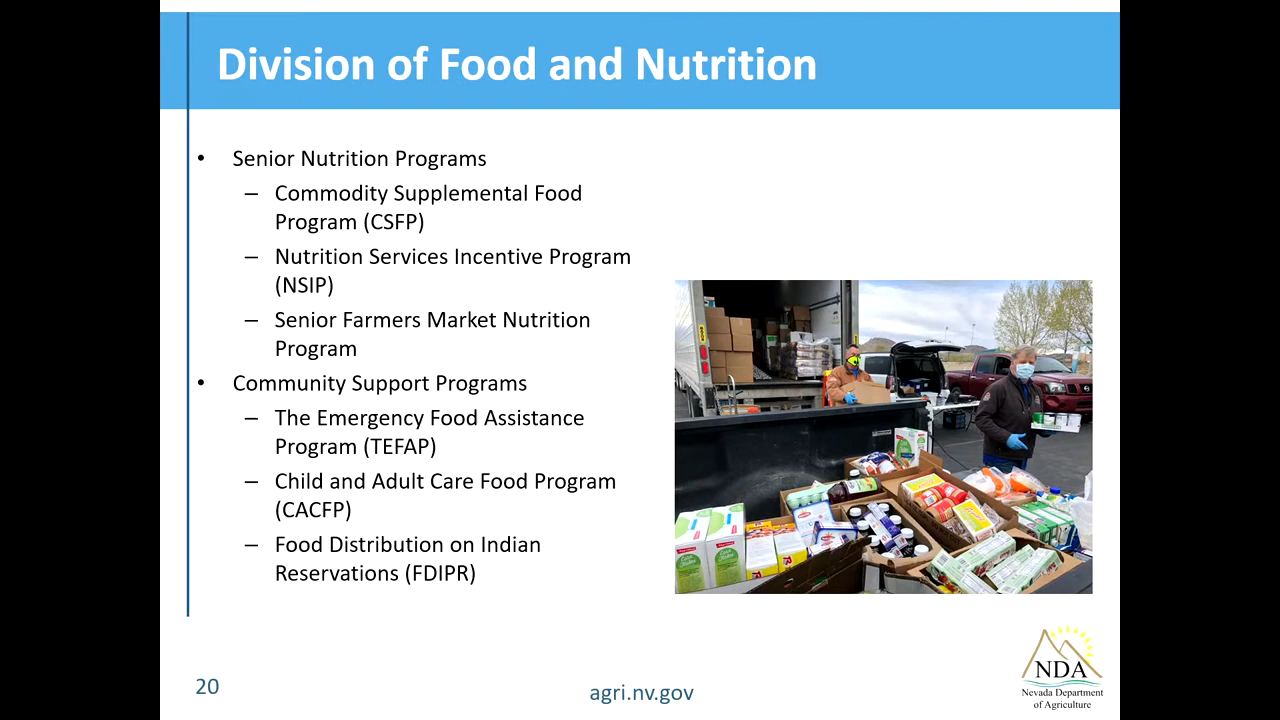 Division of Food and Nutrition
• Senior Nutrition Programs
– Commodity Supplemental Food
Program (CSFP)
– Nutrition Services Incentive Program
(NSIP)
– Senior Farmers Market Nutrition
Program
• Community Support Programs
– The Emergency Food Assistance
Program (TEFAP)
– Child and Adult Care Food Program
(CACFP)
– Food Distribution on Indian
Reservations (FDIPR)
20
agri.nv.gov
NDA
Nevada Department
of Agriculture